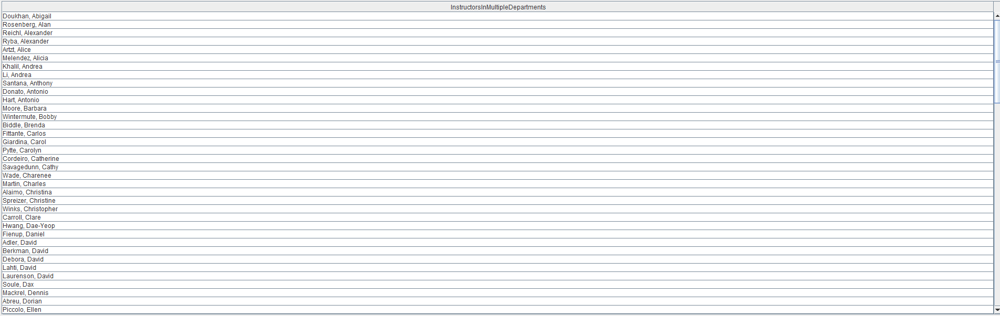 InstructorsInMultipleDepartments
Doukhan, Abigail
Rosenberg, Alan
Reichl, Alexander
Ryba, Alexander
Artzt, Alice
Melendez, Alicia
Khalil, Andrea
Li, Andrea
Santana, Anthony
Donato, Antonio
Hart, Antonio
Moore, Barbara
Wintermute, Bobby
Biddle, Brenda
Fittante, Carlos
Giardina, Carol
Pytte, Carolyn
Cordeiro, Catherine
Savagedunn, Cathy
Wade, Charenee
Martin, Charles
Alaimo, Christina
Spreizer, Christine
Winks, Christopher
Carroll, Clare
Hwang, Dae-Yeop
Fienup, Daniel
Adler, David
Berkman, David
Debora, David
Lahti, David
Laurenson, David
Soule, Dax
Mackrel, Dennis
Abreu, Dorian
Piccolo, Ellen